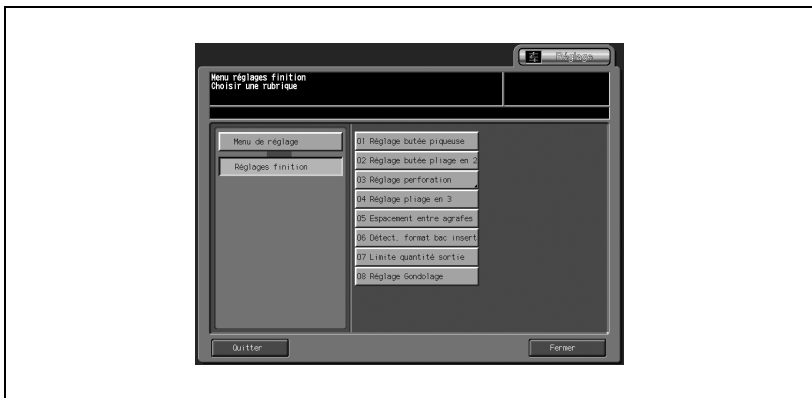 Réglage
Menu réglages finition
Choisir une rubrique
Menu de réglage
Réglages finition
01 Réglage butée piqueuse
02 Réglage butée pliage en 2
03 Réglage perforation
04 Réglage pliage en 3
05 Espacement entre agrafes
06 Détect. format bac insert
07 Limite quantité sortie
08 Réglage Gondolage
Quitter
Fermer